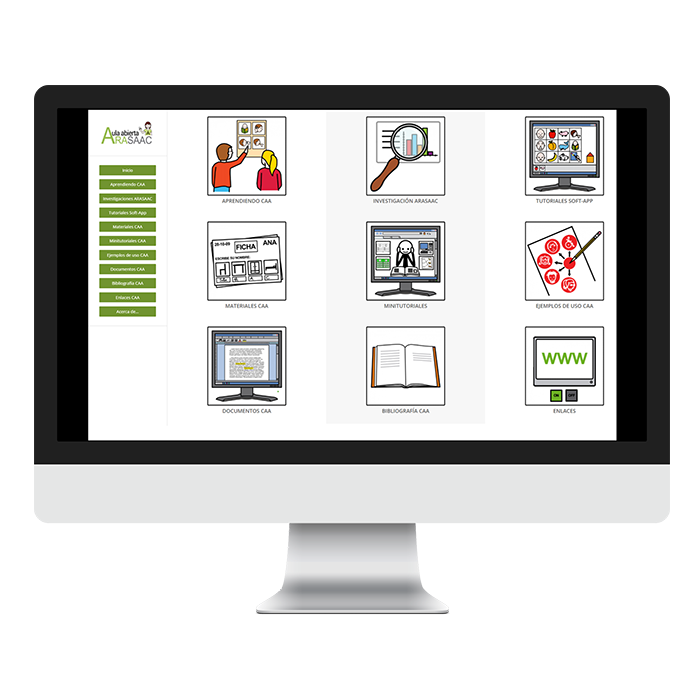 Aula abierta
ARASAAC
Inicio
Aprendiendo CAA
Investigaciones ARASAAC
Tutoriales Soft-App
Materiales CAA
Minitutoriales CAA
Ejemplos de uso CAA
Documentos CAA
Bibliografía CAA
Enlaces CAA
Acerca de...
APRENDIENDO CAA
INVESTIGACIÓN ARASAAC
TUTORIALES SOFT-APP
28-10-09
FICHA
ANA
ESCRIBE SU NOMBRE:
MATERIALES CAA
MINITUTORIALES
EJEMPLOS DE USO CAA
DOCUMENTOS CAA
BIBLIOGRAFÍA CAA
WWW
ON
OFF
ENLACES